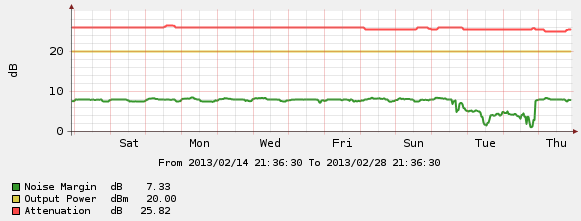 dB
20
10
0
Sat Mon Wed Fri Sun Tue Thu
From 2013/02/14 21:36:30 To 2013/02/28 21:36:30
Noise Margin dB 7.33
Output Power dBm 20.00
Attenuation dB 25.82